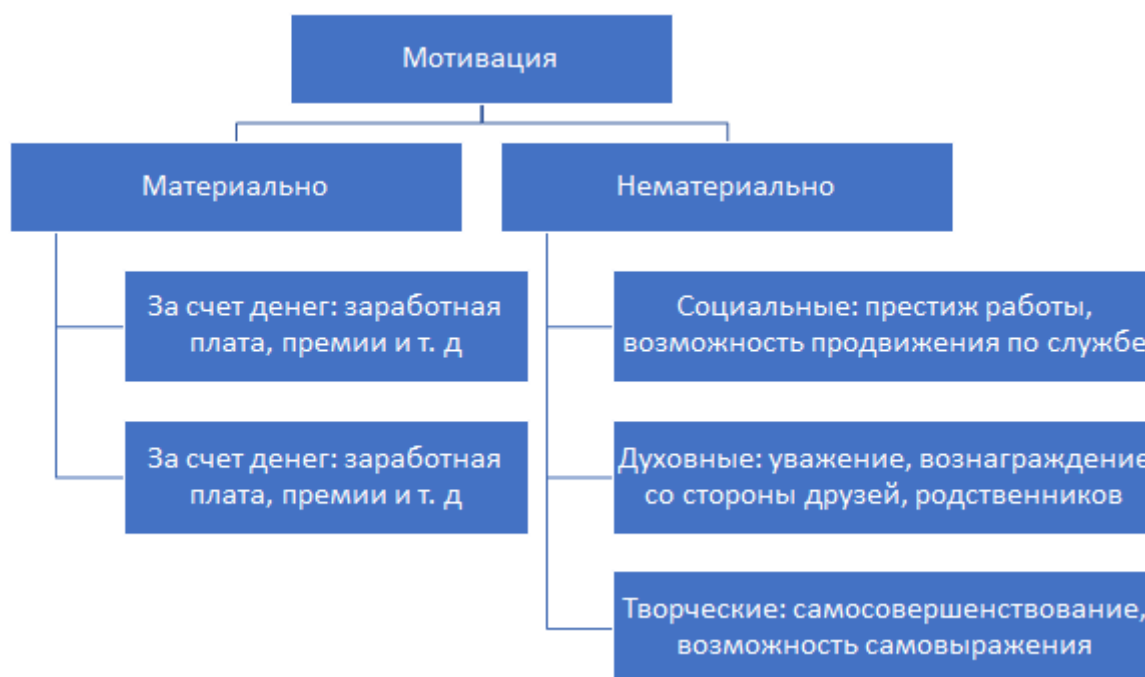 Мотивация
Материально
Нематериально
За счет денег: заработная
плата, премии и т. д
За счет денег: заработная
плата, премии и т. д
Социальные: престиж работы,
возможность продвижения по службе
Духовные: уважение, вознаграждение
со стороны друзей, родственников
Творческие: самосовершенствование,
возможность самовыражения